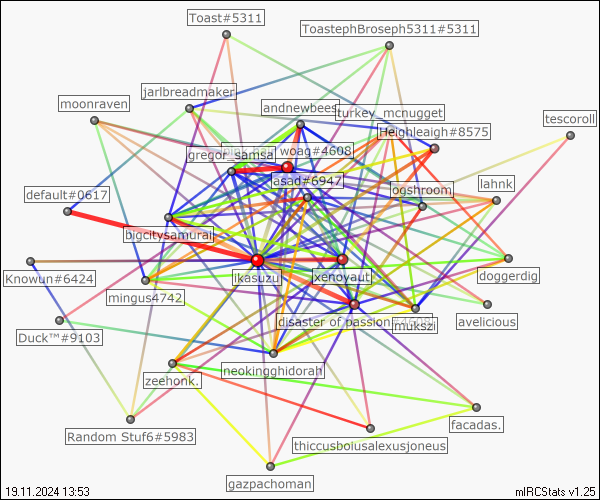 Toast#5311
ToastephBroseph5311#5311
jarlbreadmaker
moonraven
andnewbees
turkey_mcnugget
tescoroll
Heighleaigh#8575
woag#4608
gregor_samsa
asad#6947
default#0617
ogshroom
lahnk
bigcitysamurai
Knowun#6424
ikasuzu
xenoyaut
doggerdig
mingus4742
Duck™#9103
disaster of passion
mukszi
avelicious
zeehonk.
neokingghidorah
Random Stuf6#5983
facadas.
thiccusboiusalexusjoneus
gazpachoman
19.11.2024 13:53
mIRCStats v1.25